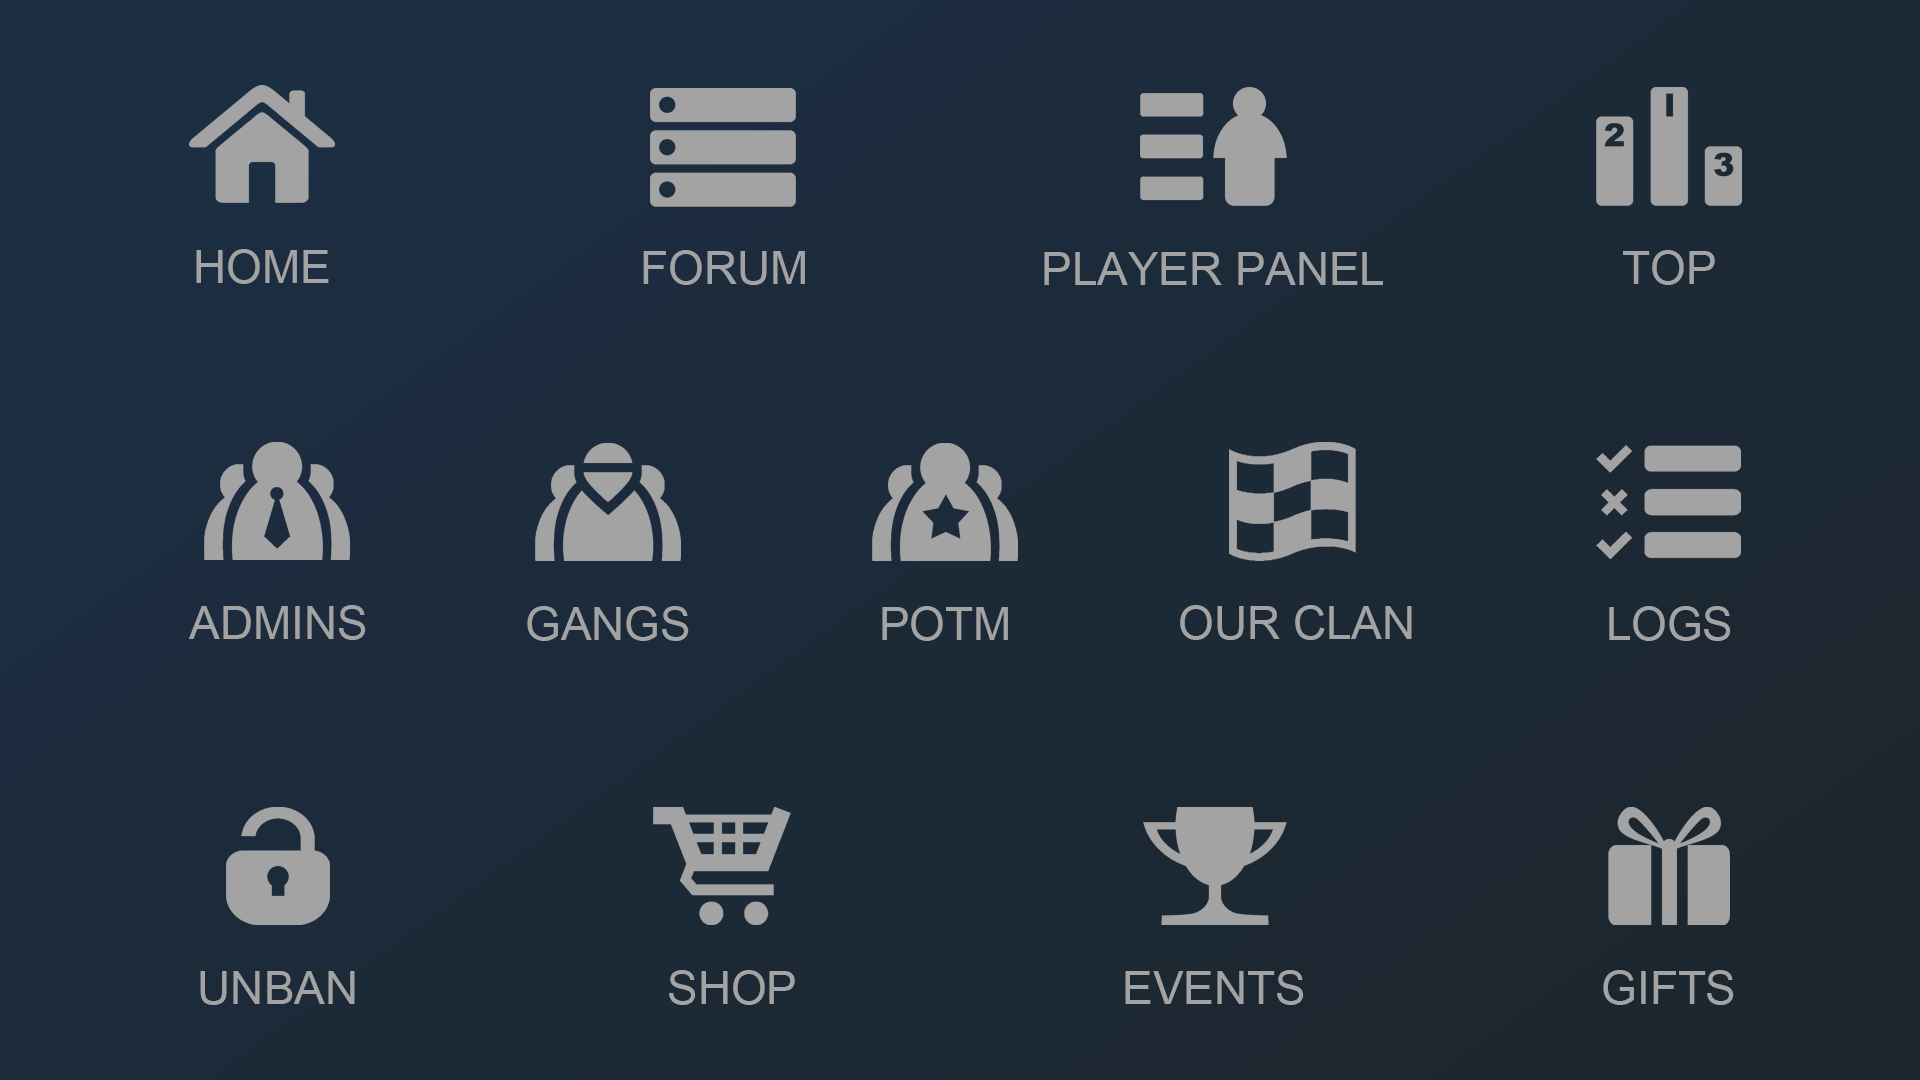 2 1 3
HOME FORUM PLAYER PANEL TOP
ADMINS GANGS POTM OUR CLAN LOGS
UNBAN SHOP EVENTS GIFTS